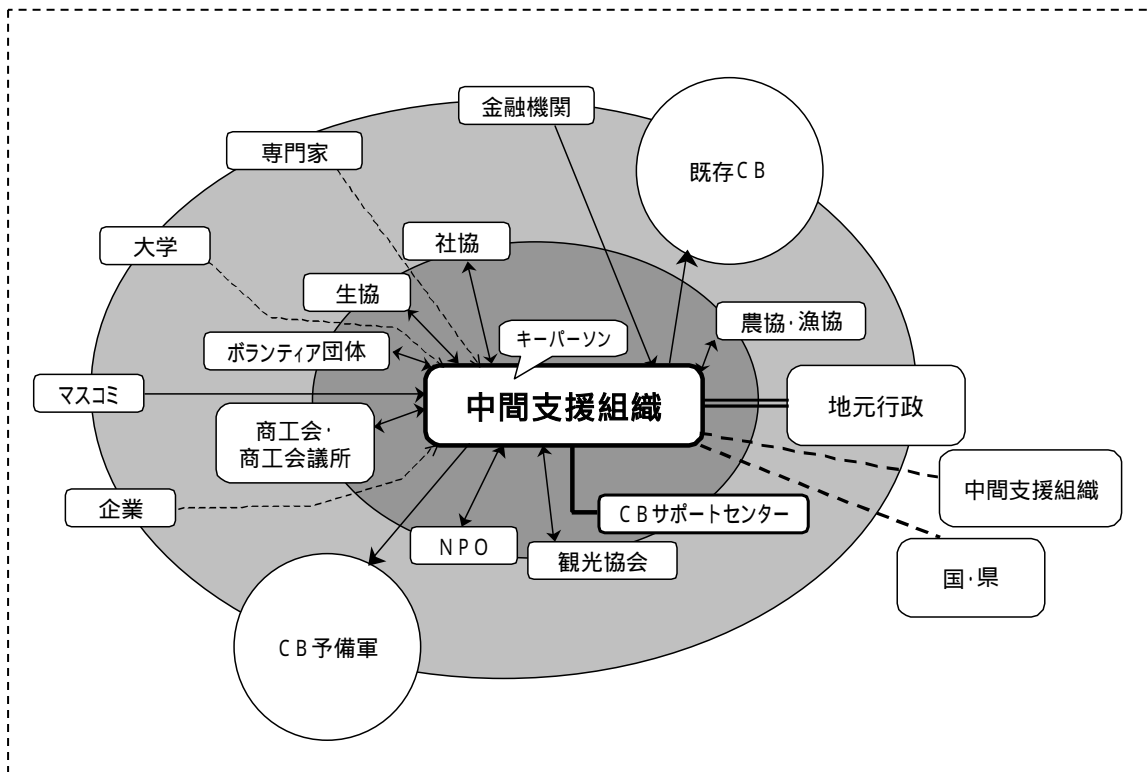 金融機関
専門家
既存CB
大学
社協
生協
農協・漁協
キーパーソン
ボランティア団体
マスコミ
中間支援組織
地元行政
商工会・
商工会議所
中間支援組織
企業
CBサポートセンター
NPO
観光協会
国・県
CB予備軍